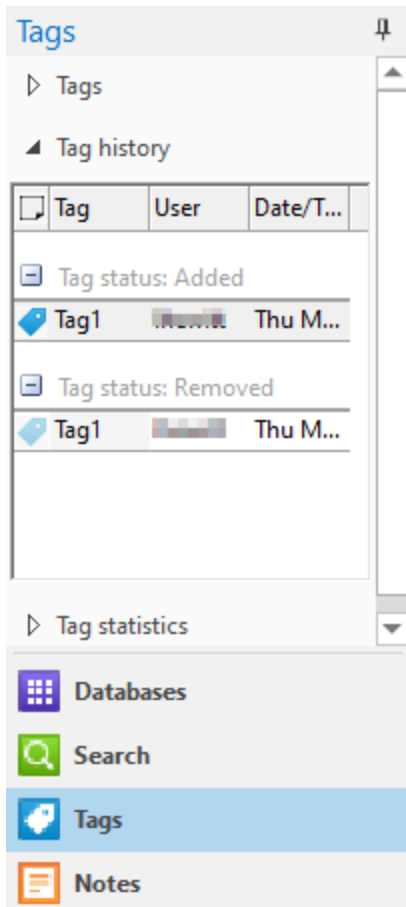 Tags
Tags
Tag history
Tag User Date/T...
Tag status: Added
Tag1 Thu M...
Tag status: Removed
Tag1 Thu M...
Tag statistics
Databases
Search
Tags
Notes